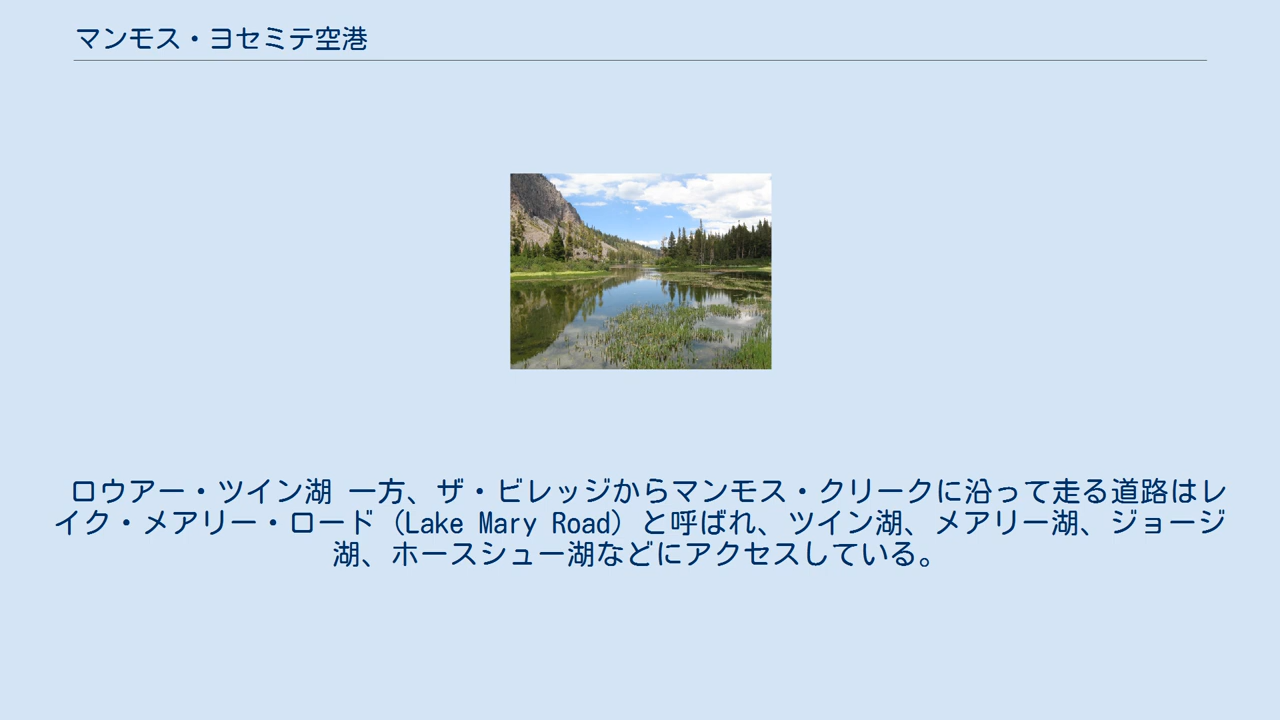 マンモス・ヨセミテ空港
ロウアー・ツイン湖 一方、ザ・ビレッジからマンモス・クリークに沿って走る道路はレ
イク・メアリー・ロード（Lake Mary Road）と呼ばれ、ツイン湖、メアリー湖、ジョージ
湖、ホースシュー湖などにアクセスしている。